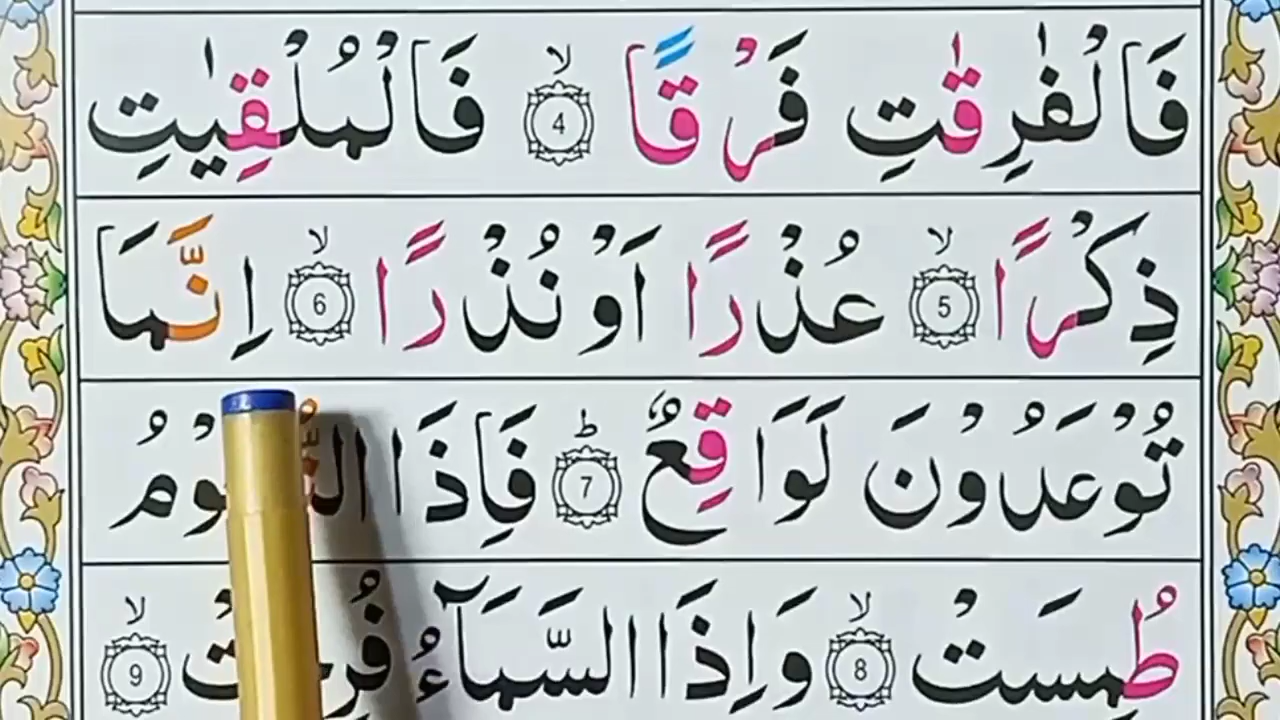 فَالْفٰرِقٰتِ فَرْقًا ۙ 4 فَالْمُلْقِيٰتِ
ذِكْرًا ۙ 5 عُذْرًا اَوْ نُذْرًا ۙ 6 اِنَّمَا
تُوْعَدُوْنَ لَوَاقِعٌ ؕ 7 فَاِذَا
طُمِسَتْ ۙ 8 وَاِذَا السَّمَآءُ ۙ 9